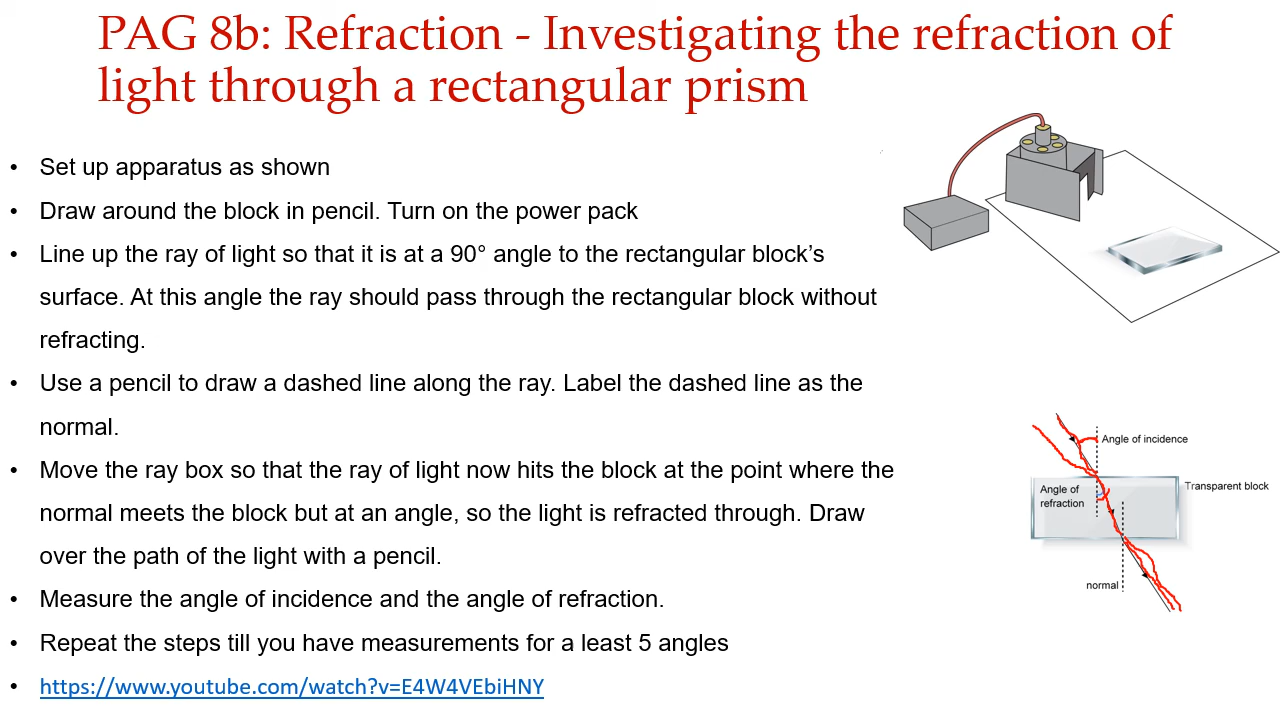 PAG 8b: Refraction - Investigating the refraction of
light through a rectangular prism
• Set up apparatus as shown
• Draw around the block in pencil. Turn on the power pack
• Line up the ray of light so that it is at a 90° angle to the rectangular block’s
surface. At this angle the ray should pass through the rectangular block without
refracting.
• Use a pencil to draw a dashed line along the ray. Label the dashed line as the
normal.
• Move the ray box so that the ray of light now hits the block at the point where the
normal meets the block but at an angle, so the light is refracted through. Draw
over the path of the light with a pencil.
• Measure the angle of incidence and the angle of refraction.
• Repeat the steps till you have measurements for a least 5 angles
• https://www.youtube.com/watch?v=E4W4VEbiHNY
Angle of incidence
Angle of
refraction
Transparent block
normal